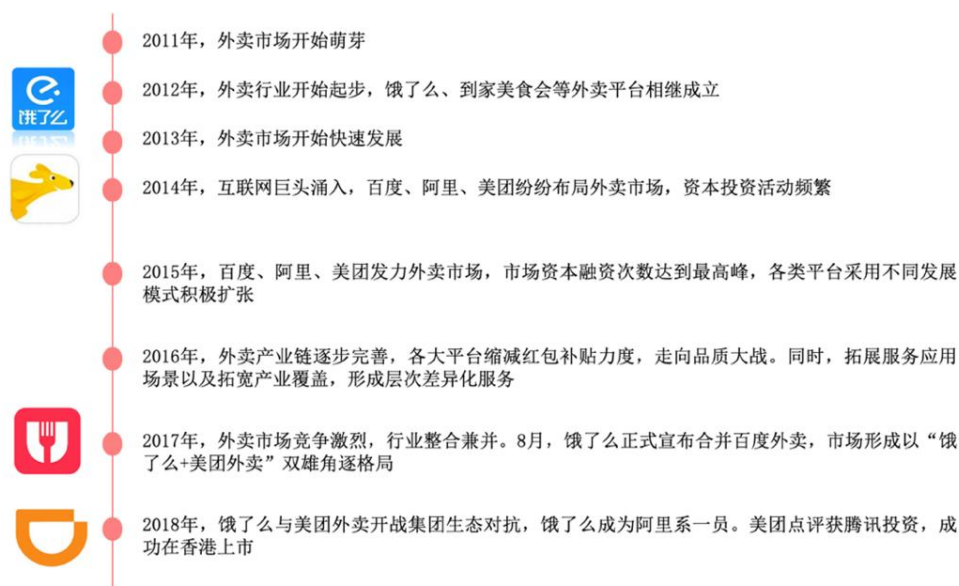 2011年，外卖市场开始萌芽
饿了么
2012年，外卖行业开始起步，饿了么、到家美食会等外卖平台相继成立
2013年，外卖市场开始快速发展
2014年，互联网巨头涌入，百度、阿里、美团纷纷布局外卖市场，资本投资活动频繁
2015年，百度、阿里、美团发力外卖市场，市场资本融资次数达到最高峰，各类平台采用不同发展
模式积极扩张
2016年，外卖产业链逐步完善，各大平台缩减红包补贴力度，走向品质大战。同时，拓展服务应用
场景以及拓宽产业覆盖，形成层次差异化服务
2017年，外卖市场竞争激烈，行业整合兼并。8月，饿了么正式宣布合并百度外卖，市场形成以“饿
了么+美团外卖”双雄角逐格局
2018年，饿了么与美团外卖开战集团生态对抗，饿了么成为阿里系一员。美团点评获腾讯投资，成
功在香港上市